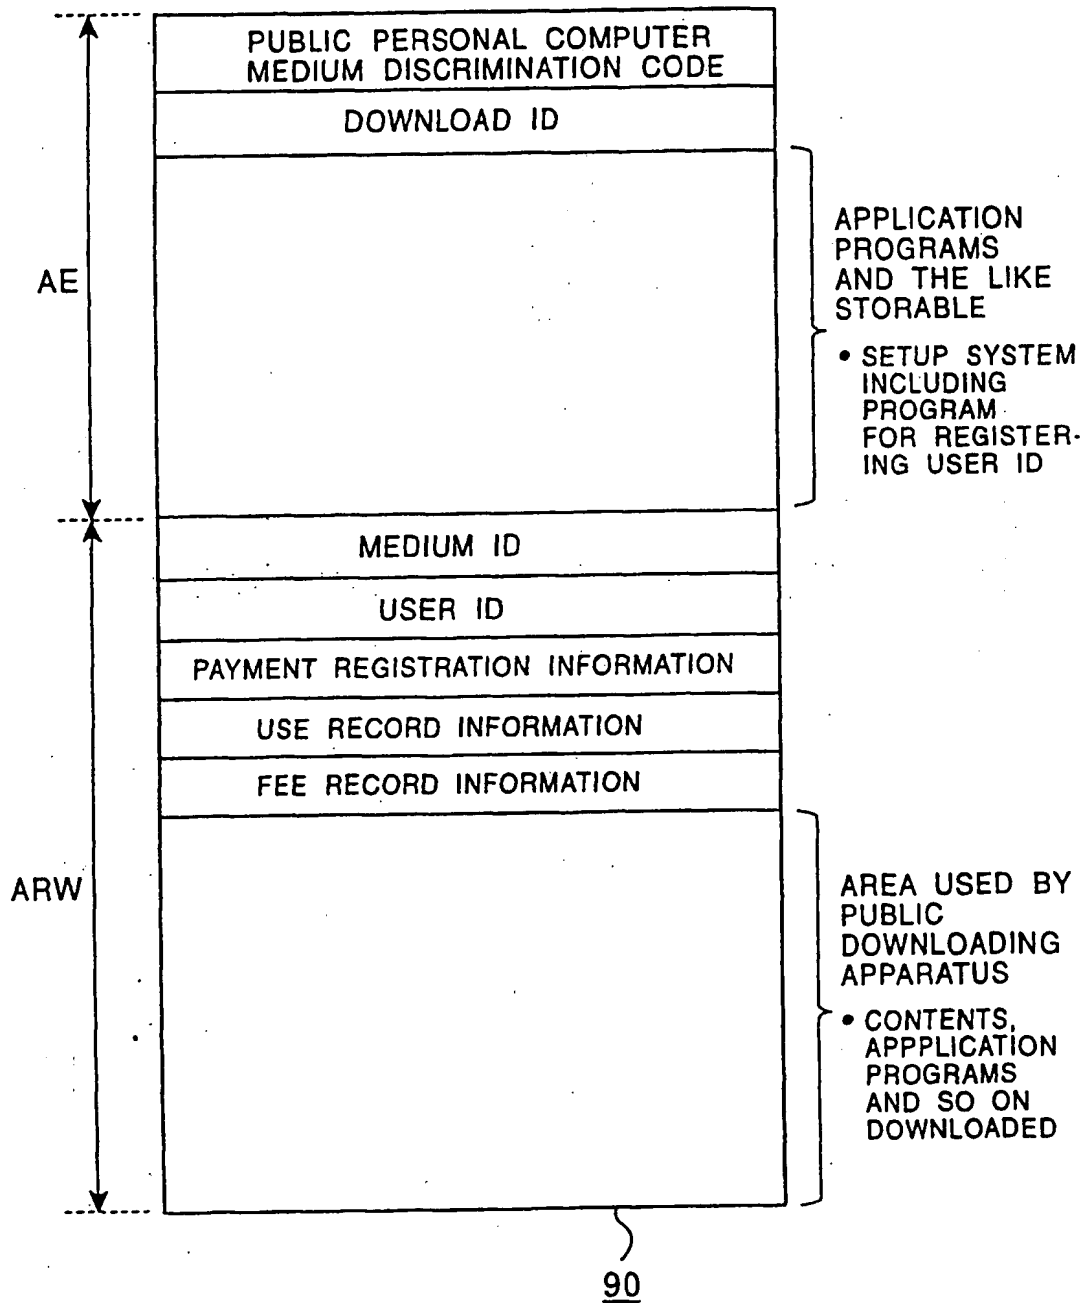 PUBLIC PERSONAL COMPUTER
MEDIUM DISCRIMINATION CODE
DOWNLOAD ID
AE
APPLICATION
PROGRAMS
AND THE LIKE
STORABLE
• SETUP SYSTEM
INCLUDING
PROGRAM
FOR REGISTER-
ING USER ID
MEDIUM ID
USER ID
PAYMENT REGISTRATION INFORMATION
USE RECORD INFORMATION
FEE RECORD INFORMATION
ARW
AREA USED BY
PUBLIC
DOWNLOADING
APPARATUS
• CONTENTS,
APPPLICATION
PROGRAMS
AND SO ON
DOWNLOADED
90